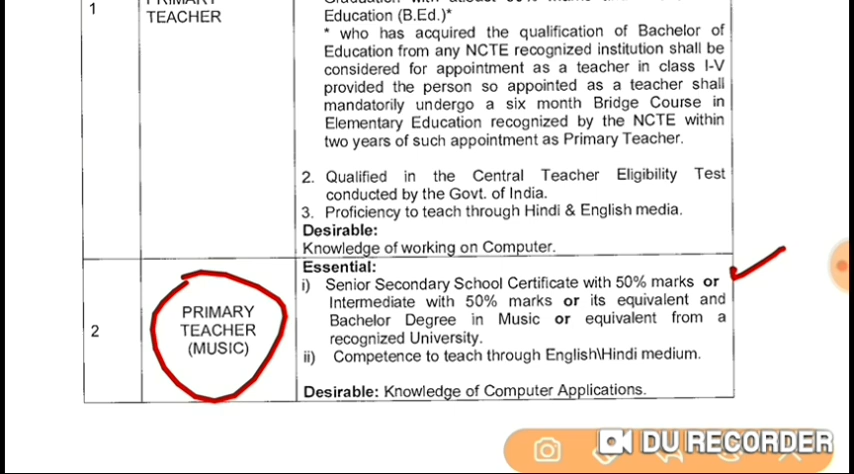 1
TEACHER
Education (B.Ed.)*
* who has acquired the qualification of Bachelor of
Education from any NCTE recognized institution shall be
considered for appointment as a teacher in class I-V
provided the person so appointed as a teacher shall
mandatorily undergo a six month Bridge Course in
Elementary Education recognized by the NCTE within
two years of such appointment as Primary Teacher.
2. Qualified in the Central Teacher Eligibility Test
conducted by the Govt. of India.
3. Proficiency to teach through Hindi & English media.
Desirable:
Knowledge of working on Computer.
2
PRIMARY
TEACHER
(MUSIC)
Essential:
i) Senior Secondary School Certificate with 50% marks or
Intermediate with 50% marks or its equivalent and
Bachelor Degree in Music or equivalent from a
recognized University.
ii) Competence to teach through English\Hindi medium.
Desirable: Knowledge of Computer Applications.
DU RECORDER